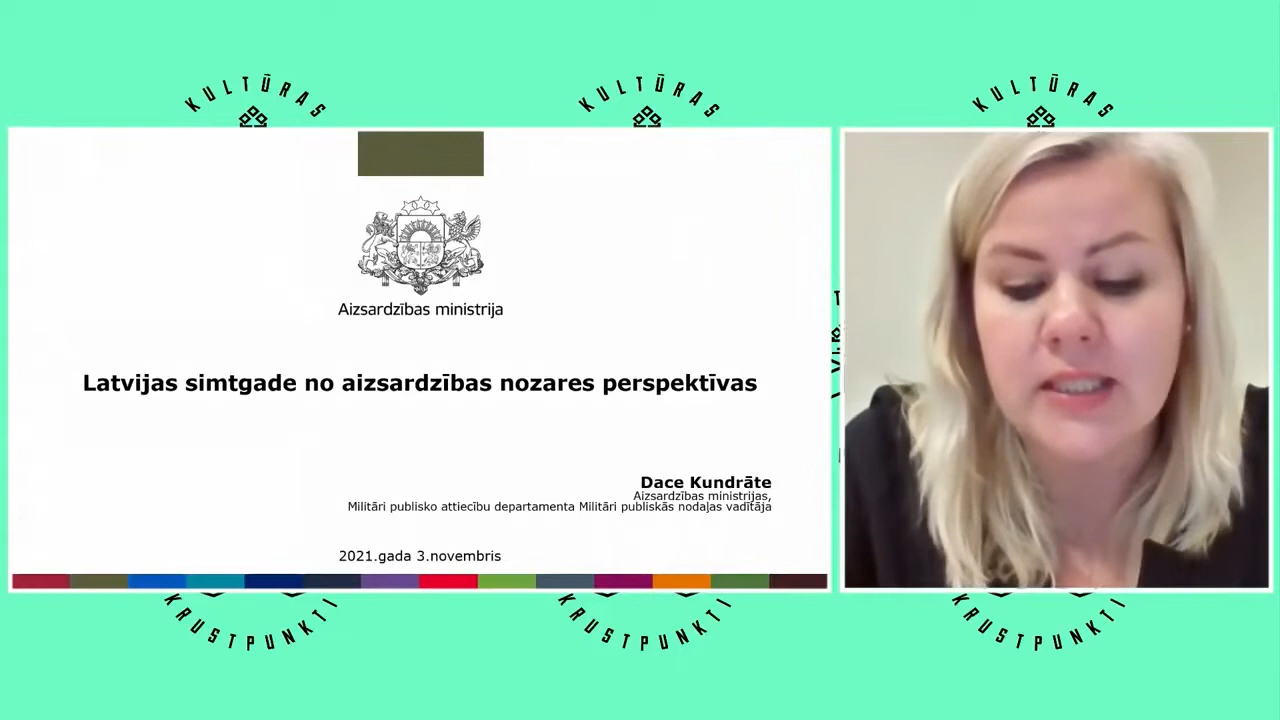 KULTŪRAS
KULTŪRAS
KULTŪRAS
Aizsardzības ministrija
Latvijas simtgade no aizsardzības nozares perspektīvas
Dace Kundrāte
Aizsardzības ministrijas,
Militāri publisko attiecību departamenta Militāri publiskās nodaļas vadītāja
2021.gada 3.novembris
KRUSTPUNKTI
KRUSTPUNKTI
KRUSTPUNKTI